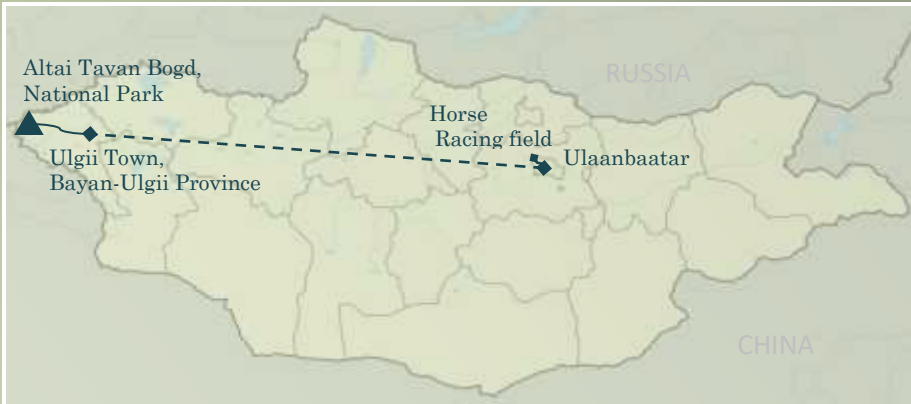 Altai Tavan Bogd,
National Park
RUSSIA
Horse
Racing field
Ulaanbaatar
Ulgii Town,
Bayan-Ulgii Province
CHINA